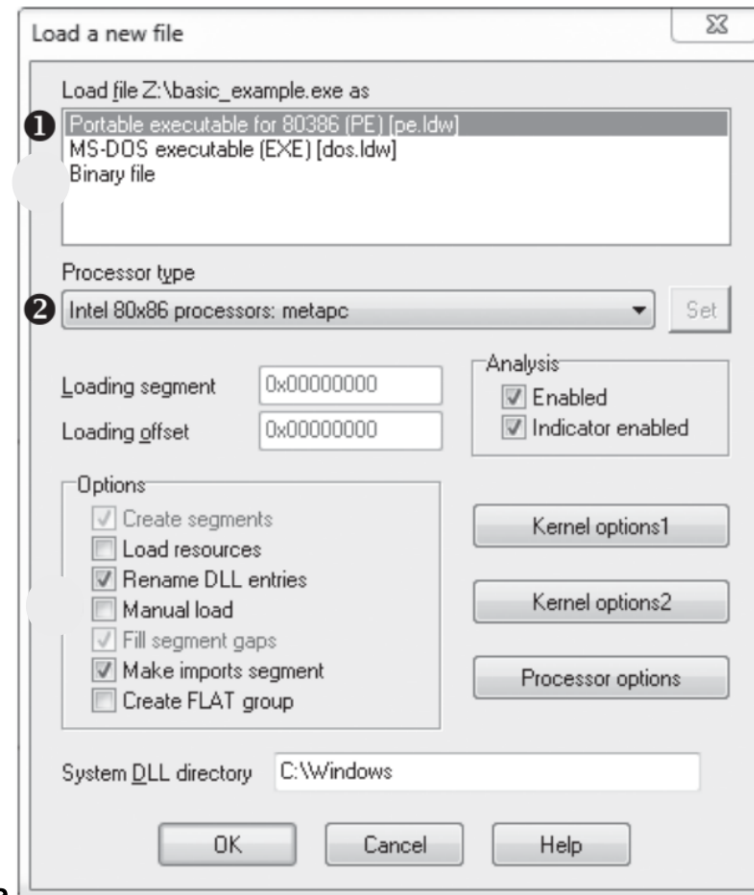 Load a new file
Load file Z:\basic_example.exe as
❶ Portable executable for 80386 (PE) [pe.ldw]
MS-DOS executable (EXE) [dos.ldw]
Binary file
Processor type
❷ Intel 80x86 processors: metapc Set
Loading segment 0x00000000
Loading offset 0x00000000
Analysis
Enabled
Indicator enabled
Options
Create segments
Load resources
Rename DLL entries
Manual load
Fill segment gaps
Make imports segment
Create FLAT group
Kernel options1
Kernel options2
Processor options
System DLL directory C:\Windows
OK Cancel Help